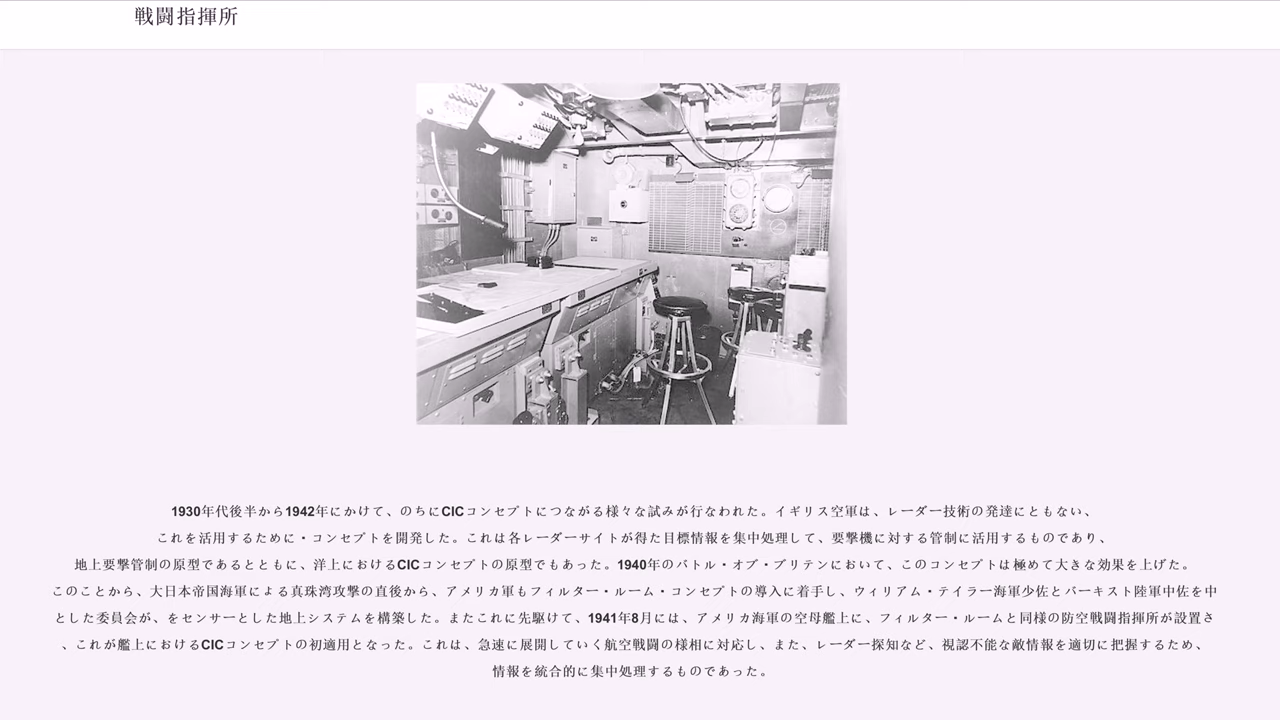 戦闘指揮所
1930年代後半から1942年にかけて、のちにCICコンセプトにつながる様々な試みが行なわれた。イギリス空軍は、レーダー技術の発達にともない、
これを活用するために・コンセプトを開発した。これは各レーダーサイトが得た目標情報を集中処理して、要撃機に対する管制に活用するものであり、
地上要撃管制の原型であるとともに、洋上におけるCICコンセプトの原型でもあった。1940年のバトル・オブ・ブリテンにおいて、このコンセプトは極めて大きな効果を上げた。
このことから、大日本帝国海軍による真珠湾攻撃の直後から、アメリカ軍もフィルター・ルーム・コンセプトの導入に着手し、ウィリアム・テイラー海軍少佐とバーキスト陸軍中佐を中
とした委員会が、をセンサーとした地上システムを構築した。またこれに先駆けて、1941年8月には、アメリカ海軍の空母艦上に、フィルター・ルームと同様の防空戦闘指揮所が設置さ
、これが艦上におけるCICコンセプトの初適用となった。これは、急速に展開していく航空戦闘の様相に対応し、また、レーダー探知など、視認不能な敵情報を適切に把握するため、
情報を統合的に集中処理するものであった。